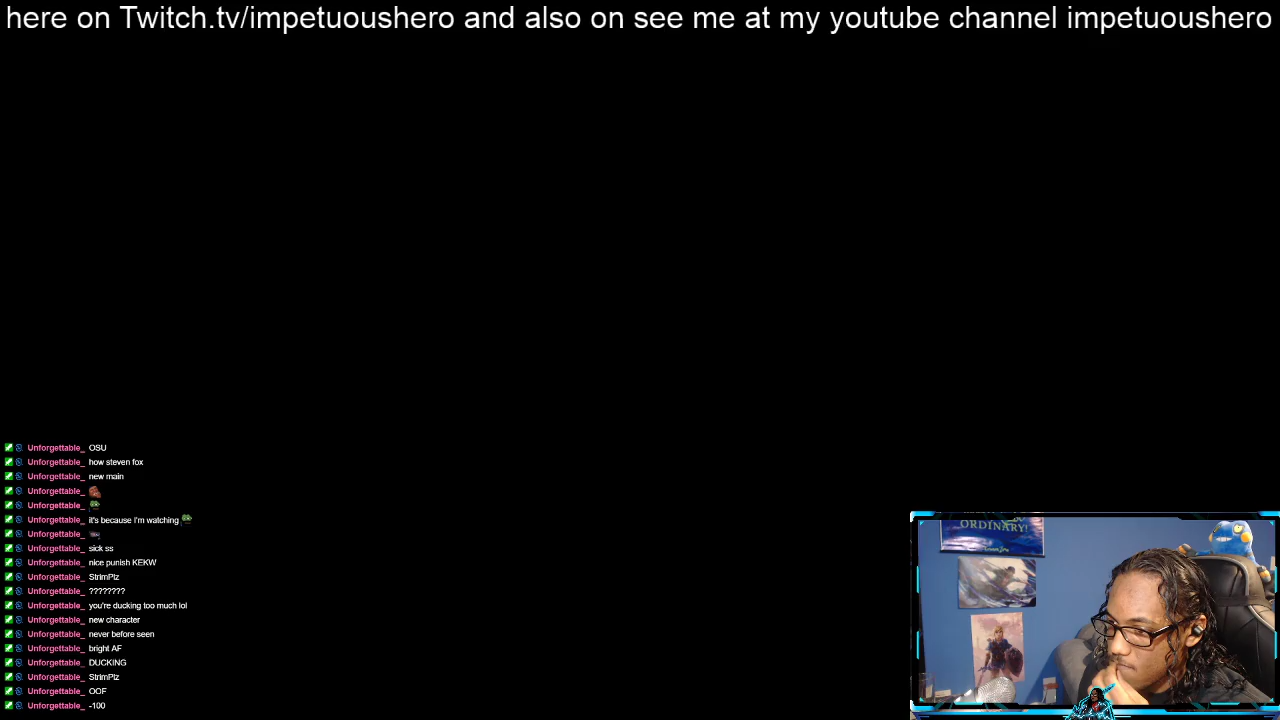 here on Twitch.tv/impetuoushero and also on see me at my youtube channel impetuoushero
Unforgettable_ OSU
Unforgettable_ how steven fox
Unforgettable_ new main
Unforgettable_
Unforgettable_
Unforgettable_ it's because I'm watching
Unforgettable_
Unforgettable_ sick ss
Unforgettable_ nice punish KEKW
Unforgettable_ StrimPlz
Unforgettable_ ????????
Unforgettable_ you're ducking too much lol
Unforgettable_ new character
Unforgettable_ never before seen
Unforgettable_ bright AF
Unforgettable_ DUCKING
Unforgettable_ StrimPlz
Unforgettable_ OOF
Unforgettable_ -100
ORDINARY!